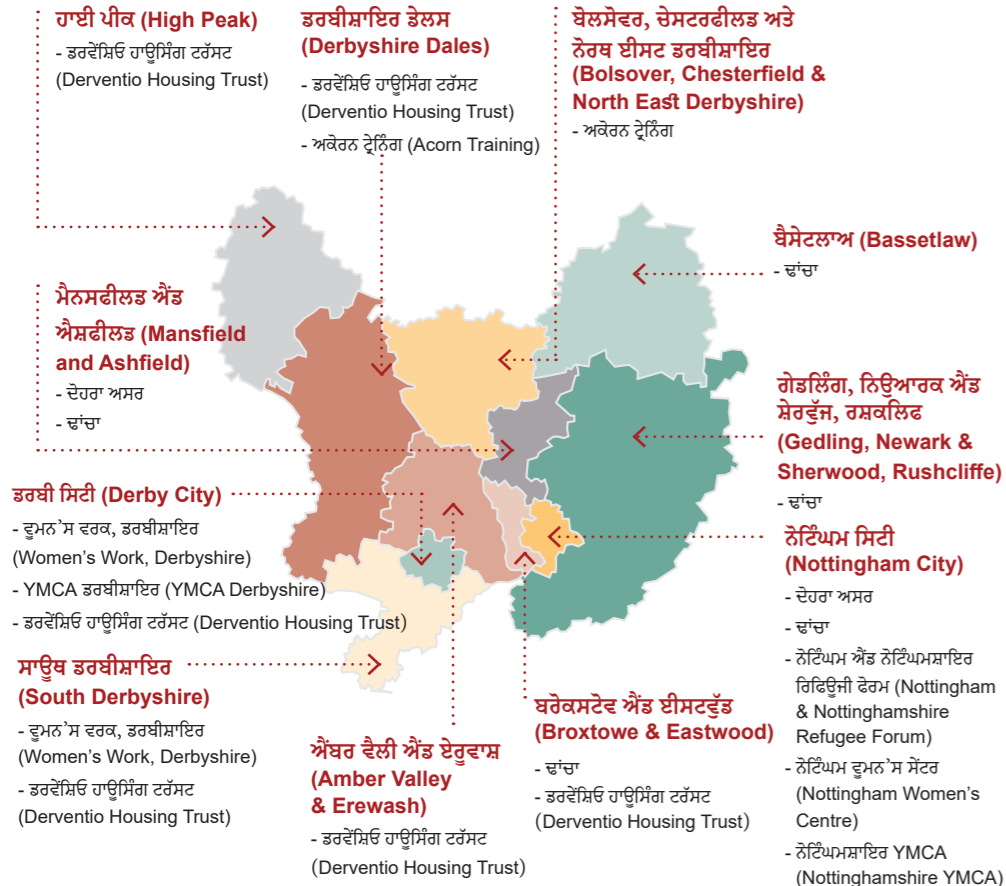 ਹਾਈ ਪੀਕ (High Peak)
- ਡਰਵੇਂਸ਼ਿਓ ਹਾਊਸਿੰਗ ਟਰੱਸਟ
(Derventio Housing Trust)
ਡਰਬੀਸ਼ਾਇਰ ਡੇਲਸ
(Derbyshire Dales)
- ਡਰਵੇਂਸ਼ਿਓ ਹਾਊਸਿੰਗ ਟਰੱਸਟ
(Derventio Housing Trust)
- ਅਕੋਰਨ ਟ੍ਰੇਨਿੰਗ (Acorn Training)
ਬੋਲਸੋਵਰ, ਚੇਸਟਰਫੀਲਡ ਅਤੇ
ਨੋਰਥ ਈਸਟ ਡਰਬੀਸ਼ਾਇਰ
(Bolsover, Chesterfield &
North East Derbyshire)
- ਅਕੋਰਨ ਟ੍ਰੇਨਿੰਗ
ਬੈਸੇਟਲਾਅ (Bassetlaw)
- ਢਾਂਚਾ
ਮੈਨਸਫੀਲਡ ਐਂਡ
ਐਸ਼ਫੀਲਡ (Mansfield
and Ashfield)
- ਦੋਹਰਾ ਅਸਰ
- ਢਾਂਚਾ
ਗੇਡਲਿੰਗ, ਨਿਊਆਰਕ ਐਂਡ
ਸ਼ੇਰਵੁੱਜ, ਰਸ਼ਕਲਿਫ
(Gedling, Newark &
Sherwood, Rushcliffe)
- ਢਾਂਚਾ
ਡਰਬੀ ਸਿਟੀ (Derby City)
- ਵੂਮਨ’ਸ ਵਰਕ, ਡਰਬੀਸ਼ਾਇਰ
(Women’s Work, Derbyshire)
- YMCA ਡਰਬੀਸ਼ਾਇਰ (YMCA Derbyshire)
- ਡਰਵੇਂਸ਼ਿਓ ਹਾਊਸਿੰਗ ਟਰੱਸਟ (Derventio Housing Trust)
ਨੋਟਿੰਘਮ ਸਿਟੀ
(Nottingham City)
- ਦੋਹਰਾ ਅਸਰ
- ਢਾਂਚਾ
- ਨੋਟਿੰਘਮ ਐਂਡ ਨੋਟਿੰਘਮਸ਼ਾਇਰ
ਰਿਫਿਊਜੀ ਫੋਰਮ (Nottingham
& Nottinghamshire
Refugee Forum)
- ਨੋਟਿੰਘਮ ਵੂਮਨ’ਸ ਸੇਂਟਰ
(Nottingham Women’s
Centre)
- ਨੋਟਿੰਘਮਸ਼ਾਇਰ YMCA
(Nottinghamshire YMCA)
ਸਾਊਥ ਡਰਬੀਸ਼ਾਇਰ
(South Derbyshire)
- ਵੂਮਨ’ਸ ਵਰਕ, ਡਰਬੀਸ਼ਾਇਰ
(Women’s Work, Derbyshire)
- ਡਰਵੇਂਸ਼ਿਓ ਹਾਊਸਿੰਗ ਟਰੱਸਟ
(Derventio Housing Trust)
ਐਂਬਰ ਵੈਲੀ ਐਂਡ ਏਰੂਵਾਸ਼
(Amber Valley
& Erewash)
- ਡਰਵੇਂਸ਼ਿਓ ਹਾਊਸਿੰਗ ਟਰੱਸਟ
(Derventio Housing Trust)
ਬਰੋਕਸਟੋਵ ਐਂਡ ਈਸਟਵੁੱਡ
(Broxtowe & Eastwood)
- ਢਾਂਚਾ
- ਡਰਵੇਂਸ਼ਿਓ ਹਾਊਸਿੰਗ ਟਰੱਸਟ
(Derventio Housing Trust)